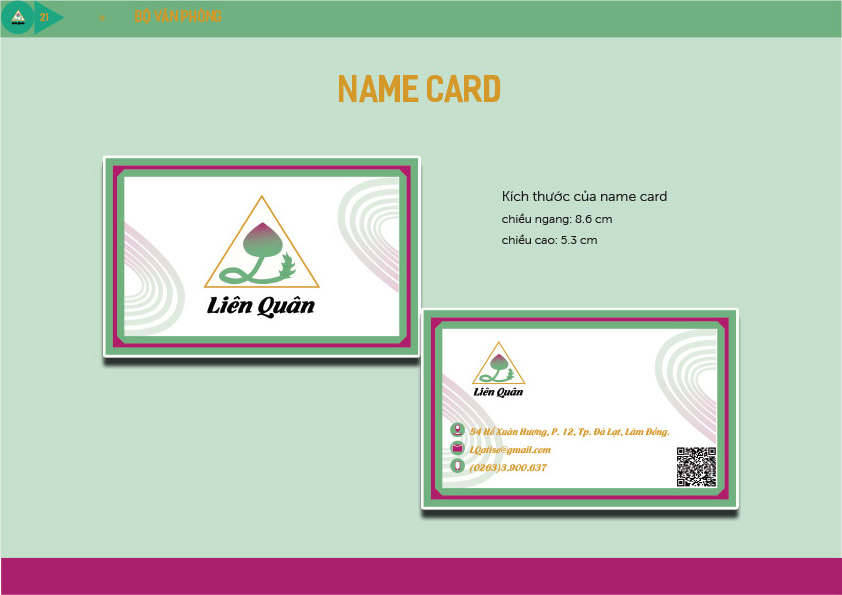 21
BỘ VĂN PHÒNG
NAME CARD
Kích thước của name card
chiều ngang: 8.6 cm
chiều cao: 5.3 cm
Liên Quân
Liên Quân
54 Hồ Xuân Hương, P. 12, Tp. Đà Lạt, Lâm Đồng.
LQatiso@gmail.com
(0263)3.900.637